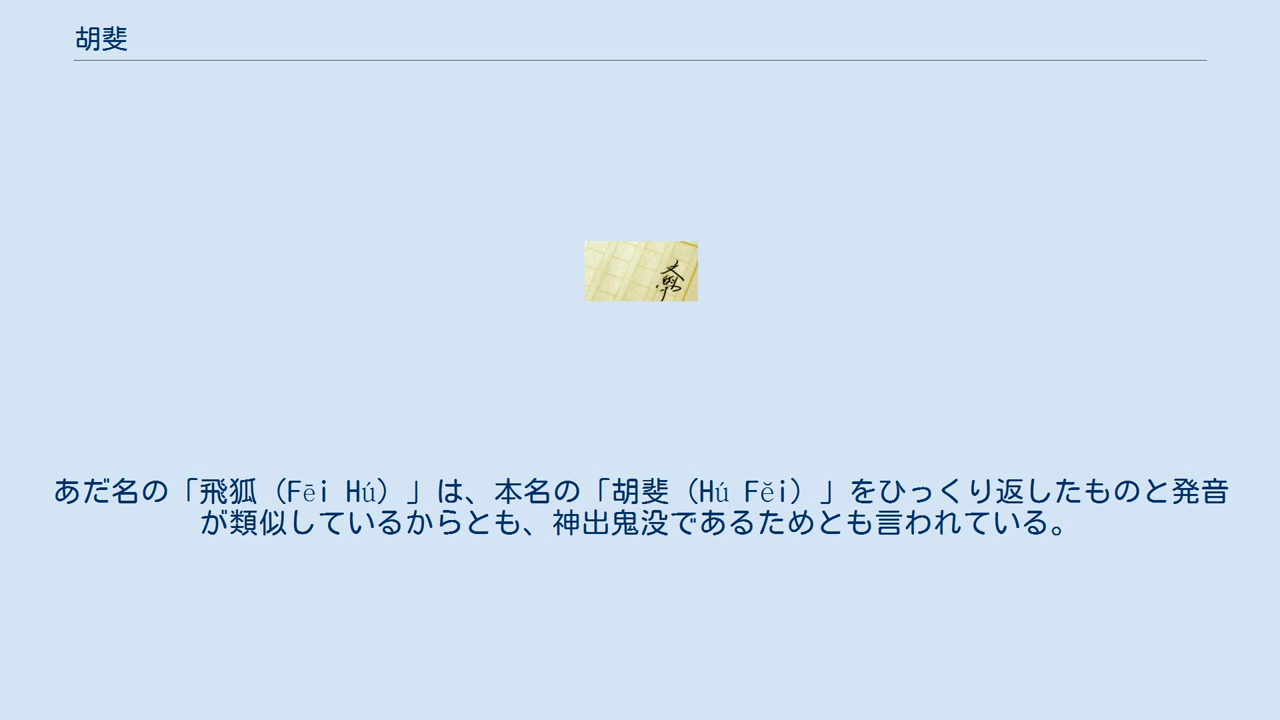 胡斐
あだ名の「飛狐（Fēi Hú）」は、本名の「胡斐（Hú Fěi）」をひっくり返したものと発音
が類似しているからとも、神出鬼没であるためとも言われている。